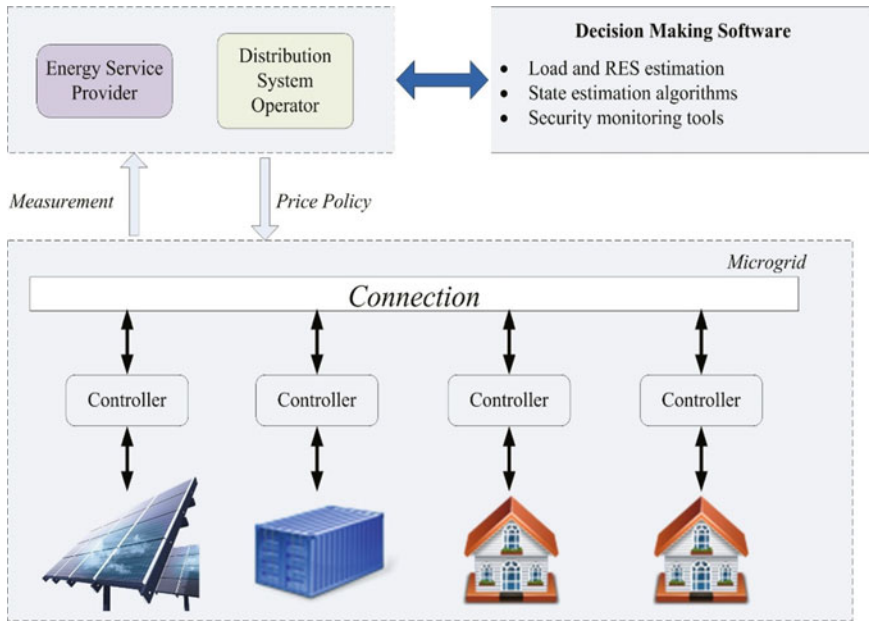 Energy Service
Provider
Distribution
System
Operator
Decision Making Software
• Load and RES estimation
• State estimation algorithms
• Security monitoring tools
Measurement
Price Policy
Microgrid
Connection
Controller
Controller
Controller
Controller